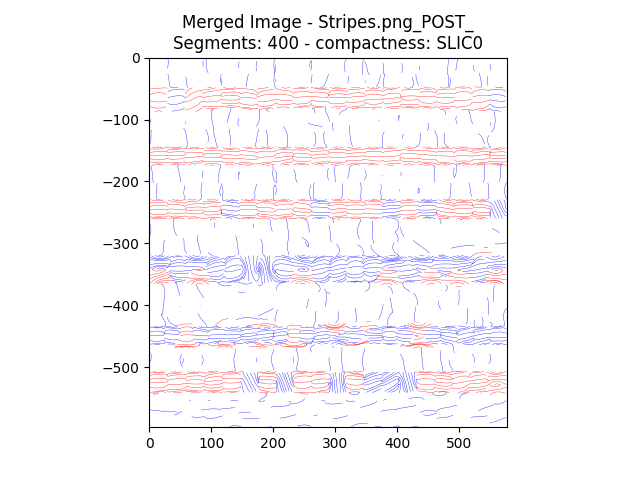 Merged Image - Stripes.png_POST_
Segments: 400 - compactness: SLIC0
0
−100
−200
−300
−400
−500
0 100 200 300 400 500